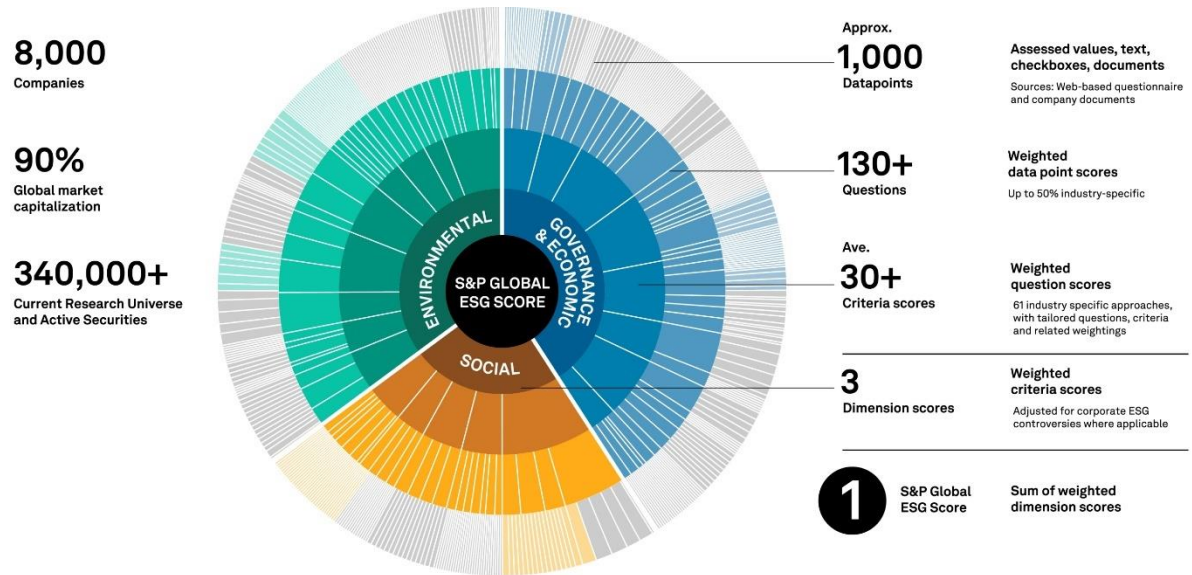 8,000
Companies
90%
Global market
capitalization
340,000+
Current Research Universe
and Active Securities
ENVIRONMENTAL
GOVERNANCE
& ECONOMIC
S&P GLOBAL
ESG SCORE
SOCIAL
Approx.
1,000
Datapoints
Assessed values, text,
checkboxes, documents
Sources: Web-based questionnaire
and company documents
130+
Questions
Weighted
data point scores
Up to 50% industry-specific
Ave.
30+
Criteria scores
Weighted
question scores
61 industry specific approaches,
with tailored questions, criteria
and related weightings
3
Dimension scores
Weighted
criteria scores
Adjusted for corporate ESG
controversies where applicable
1
S&P Global
ESG Score
Sum of weighted
dimension scores